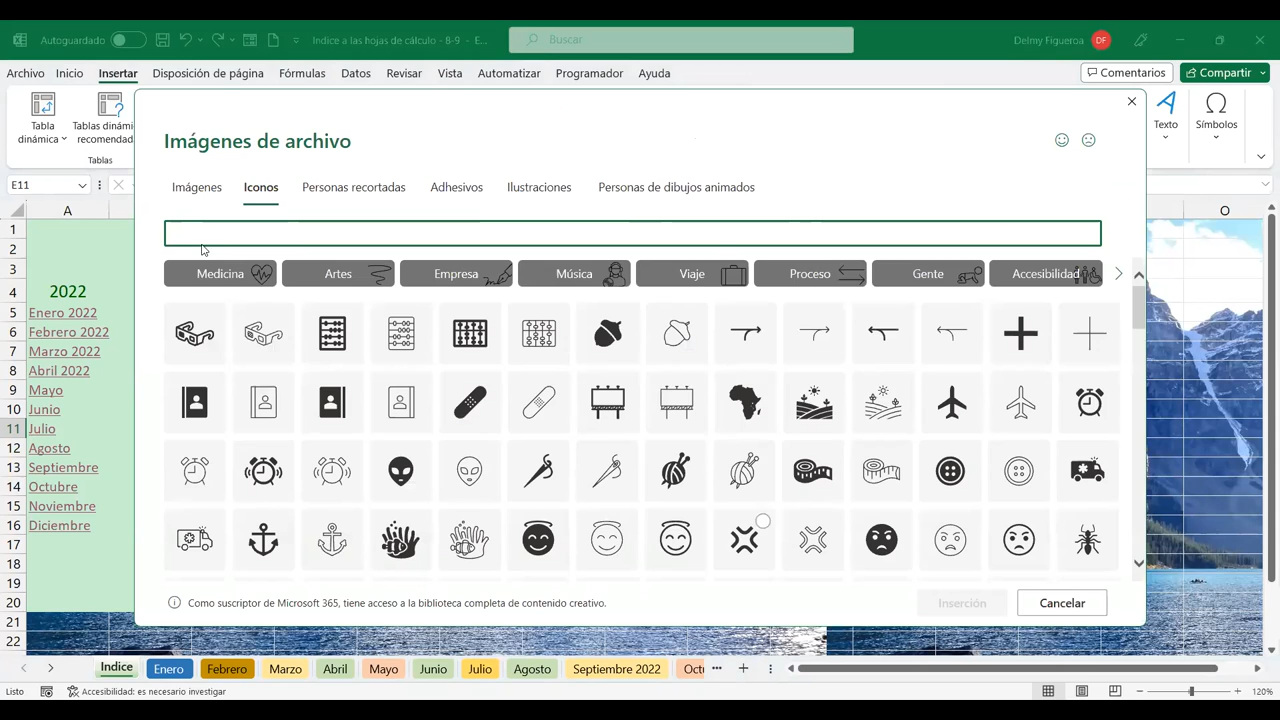 Autoguardado
Indice a las hojas de cálculo - 8-9 - E...
Buscar
Delmy Figueroa
DF
Archivo Inicio Insertar Disposición de página Fórmulas Datos Revisar Vista Automatizar Programador Ayuda
Comentarios
Compartir
Tabla
dinámica
Tablas dinámi
recomendad
Tablas
Texto
Símbolos
E11
Imágenes de archivo
Imágenes Iconos Personas recortadas Adhesivos Ilustraciones Personas de dibujos animados
Medicina Artes Empresa Música Viaje Proceso Gente Accesibilidad
Como suscriptor de Microsoft 365, tiene acceso a la biblioteca completa de contenido creativo.
Inserción
Cancelar
A
O
1
2
3
4 2022
5 Enero 2022
6 Febrero 2022
7 Marzo 2022
8 Abril 2022
9 Mayo
10 Junio
11 Julio
12 Agosto
13 Septiembre
14 Octubre
15 Noviembre
16 Diciembre
17
18
19
20
21
22
Indice Enero Febrero Marzo Abril Mayo Junio Julio Agosto Septiembre 2022 Octu ...
Listo
Accesibilidad: es necesario investigar
120%